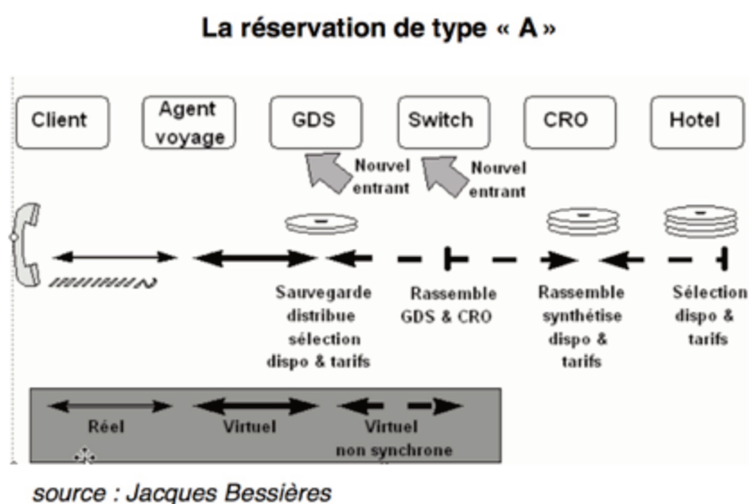 La réservation de type « A »
Client
Agent
voyage
GDS
Switch
CRO
Hotel
Nouvel
entrant
Nouvel
entrant
Sauvegarde
distribue
sélection
dispo & tarifs
Rassemble
GDS & CRO
Rassemble
synthétise
dispo &
tarifs
Sélection
dispo &
tarifs
Réel
Virtuel
Virtuel
non synchrone
source : Jacques Bessières